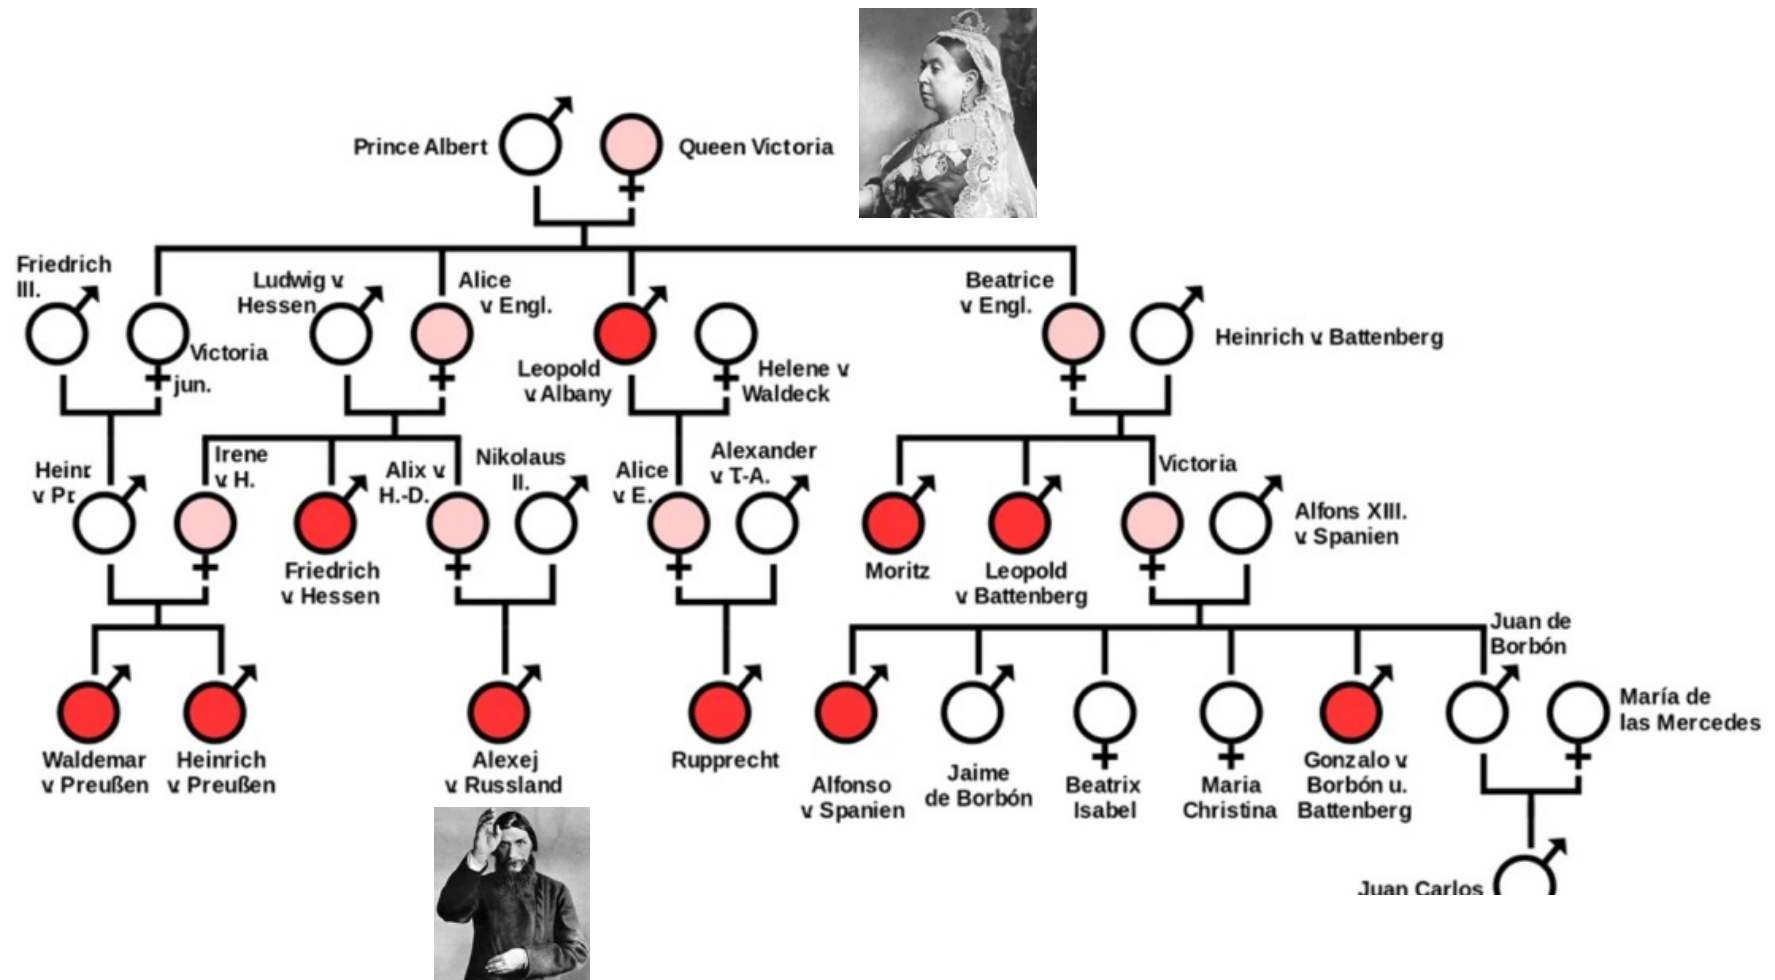 Prince Albert
Queen Victoria
Friedrich
III.
Ludwig v.
Hessen
Alice
v. Engl.
Beatrice
v. Engl.
Victoria
jun.
Leopold
v. Albany
Helene v.
Waldeck
Heinrich v. Battenberg
Heinr
v. Pr
Irene
v. H.
Alix v.
H.-D.
Nikolaus
II.
Alice
v. E.
Alexander
v. T-A.
Victoria
Alfons XIII.
v. Spanien
Friedrich
v. Hessen
Moritz
Leopold
v. Battenberg
Juan de
Borbón
María de
las Mercedes
Waldemar
v. Preußen
Heinrich
v. Preußen
Alexej
v. Russland
Rupprecht
Alfonso
v. Spanien
Jaime
de Borbón
Beatrix
Isabel
Maria
Christina
Gonzalo v.
Borbón u.
Battenberg
Juan Carlos